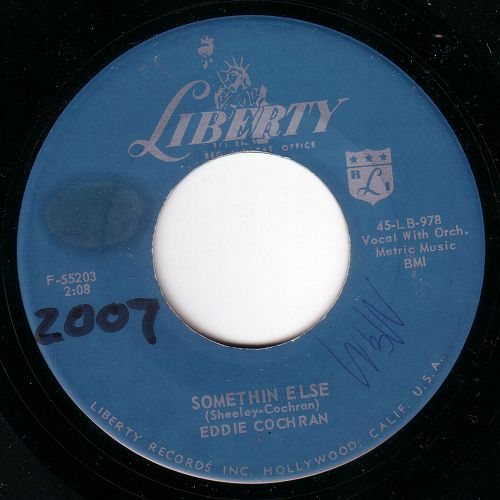 LIBERTY
REG. U.S. PAT OFFICE
R L I
45-LB-978
Vocal With Orch.
Metric Music
BMI
F-55203
2:08
2007
SOMETHIN ELSE
(Sheeley-Cochran)
EDDIE COCHRAN
LIBERTY RECORDS INC. HOLLYWOOD, CALIF. U.S.A.